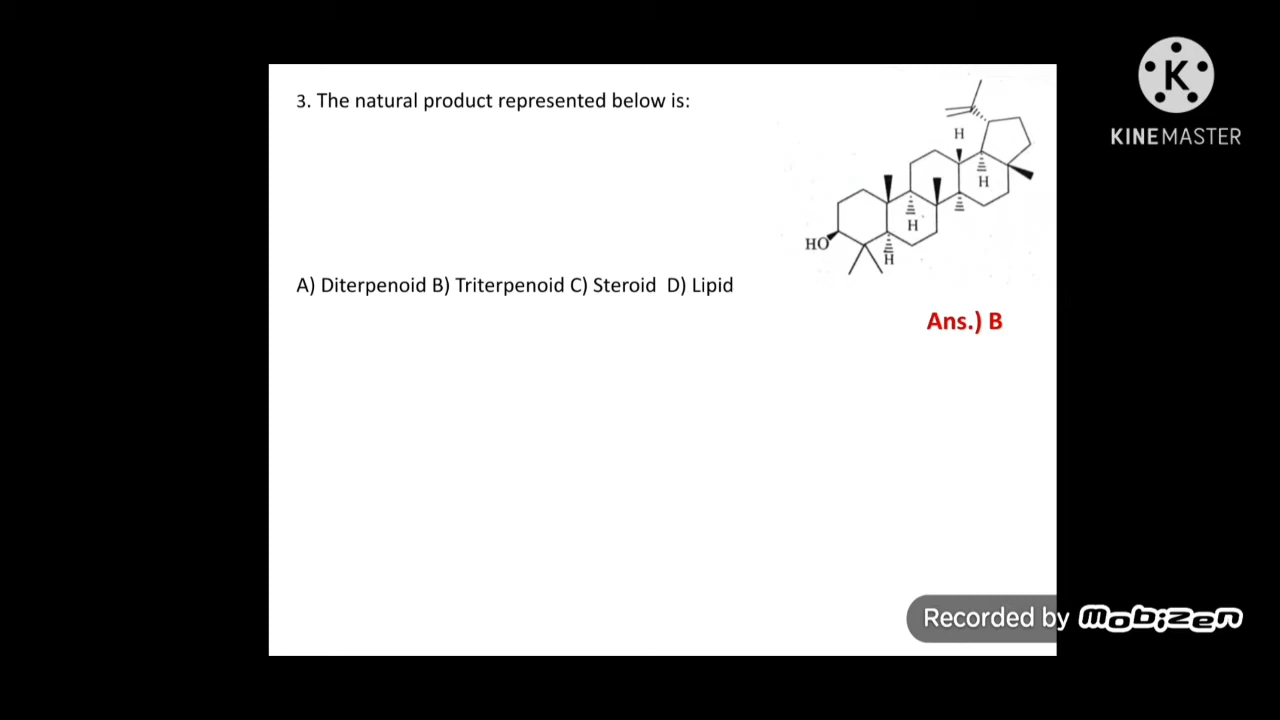 3. The natural product represented below is:
H
H
H
HO
H
A) Diterpenoid B) Triterpenoid C) Steroid D) Lipid
Ans.) B
K
KINEMASTER
Recorded by Mobizen